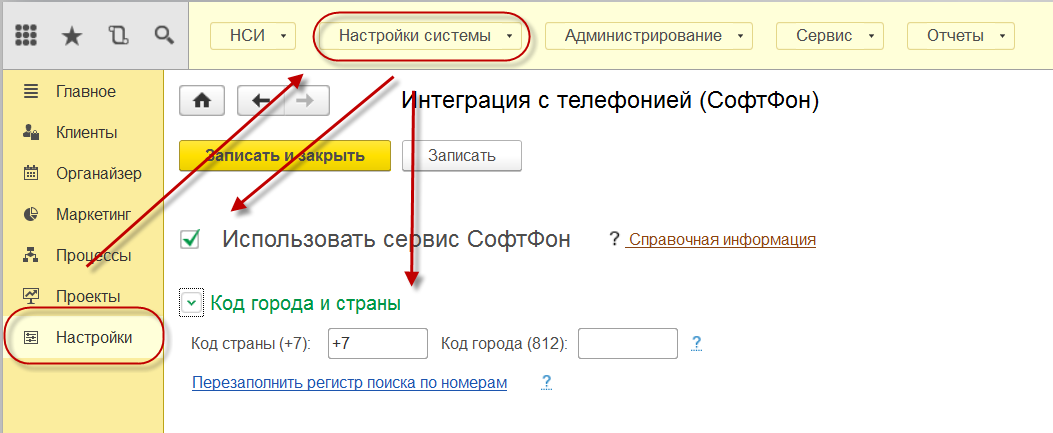 НСИ Настройки системы Администрирование Сервис Отчеты
Главное
Клиенты
Органайзер
Маркетинг
Процессы
Проекты
Настройки
Интеграция с телефонией (СофтФон)
Записать и закрыть Записать
Использовать сервис СофтФон ? Справочная информация
Код города и страны
Код страны (+7): +7 Код города (812): ?
Перезаполнить регистр поиска по номерам ?